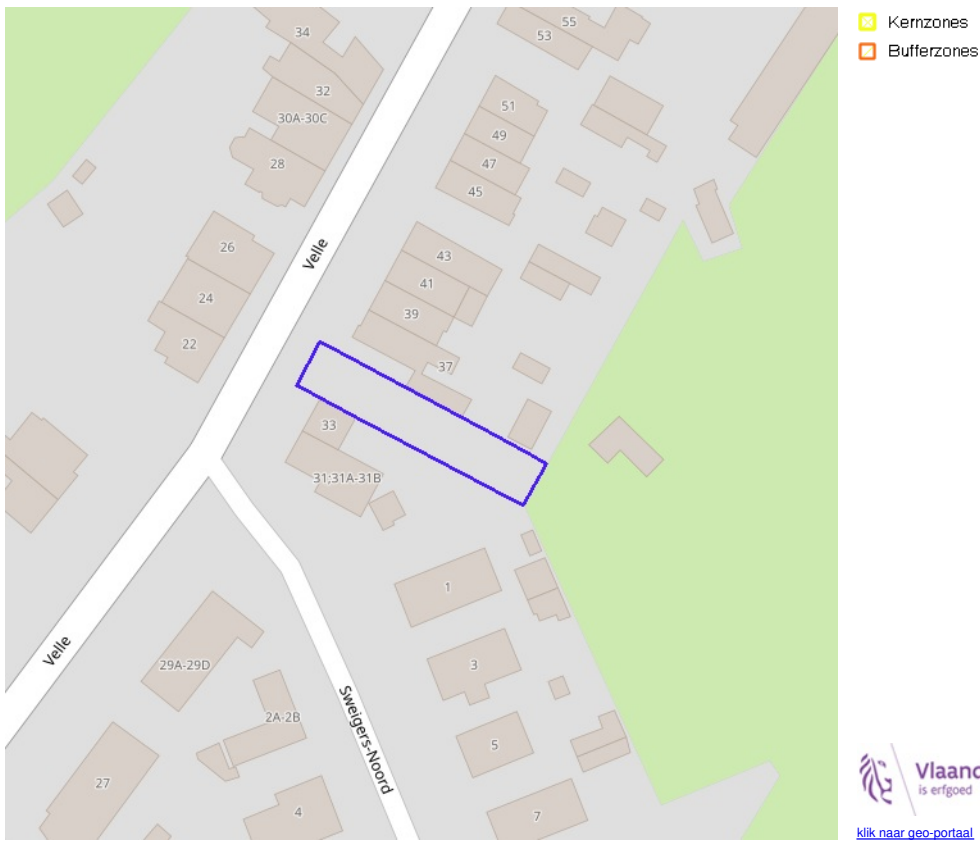 Kernzones
Bufferzones
55
53
34
32
30A-30C
28
51
49
47
45
26
24
22
Velle
43
41
39
37
33
31;31A-31B
1
3
5
7
Velle
29A-29D
2A-2B
Sweigers-Noord
27
4
Vlaand
is erfgoed
klik naar geo-portaal